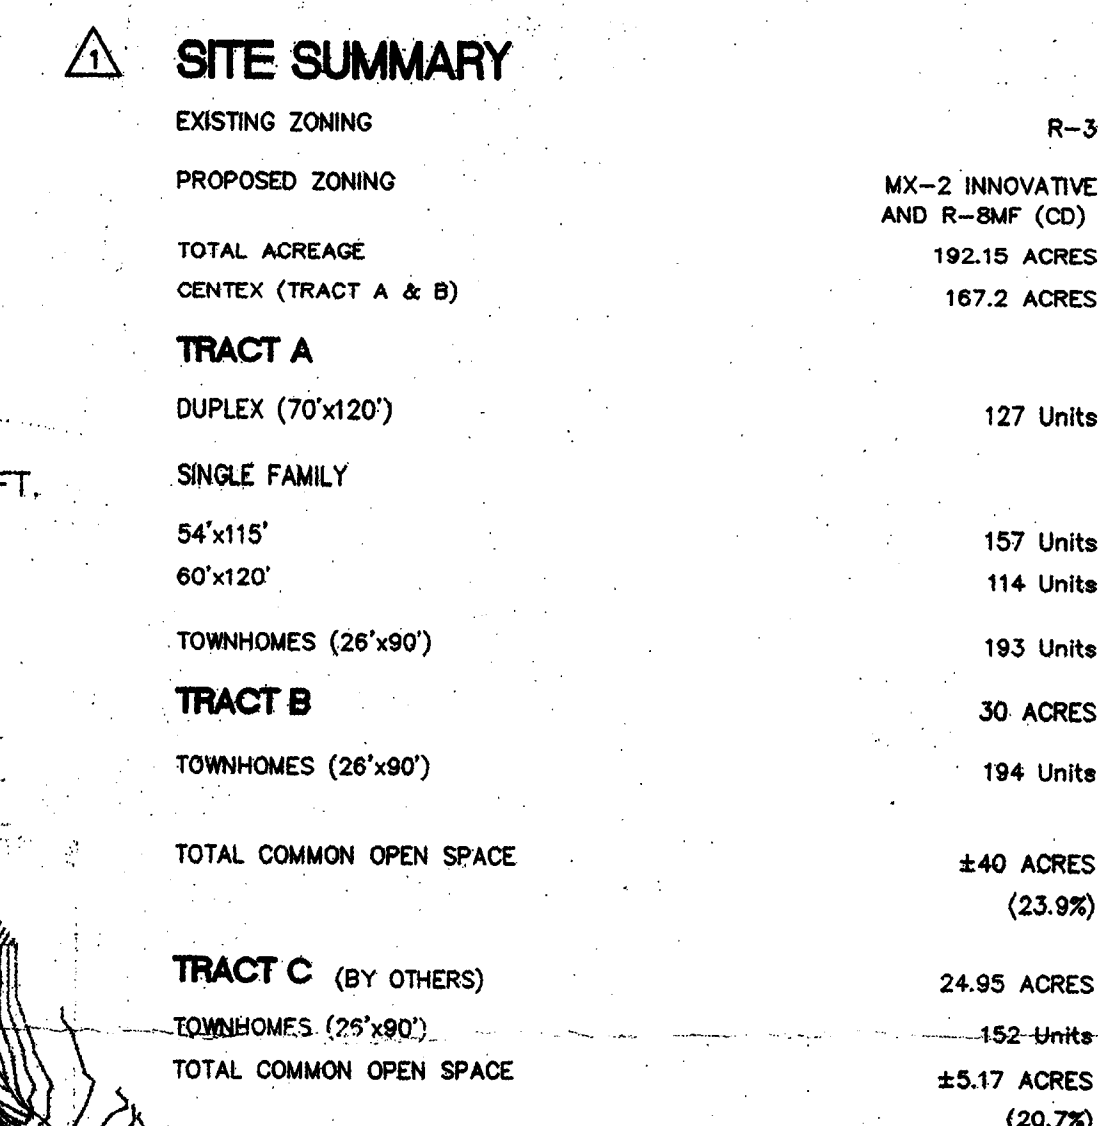 1 SITE SUMMARY
EXISTING ZONING R-3
PROPOSED ZONING MX-2 INNOVATIVE
AND R-8MF (CD)
TOTAL ACREAGE 192.15 ACRES
CENTEX (TRACT A & B) 167.2 ACRES
TRACT A
DUPLEX (70'x120') 127 Units
FT.
SINGLE FAMILY
54'x115' 157 Units
60'x120' 114 Units
TOWNHOMES (26'x90') 193 Units
TRACT B 30 ACRES
TOWNHOMES (26'x90') 194 Units
TOTAL COMMON OPEN SPACE ±40 ACRES
(23.9%)
TRACT C (BY OTHERS) 24.95 ACRES
TOWNHOMES (26'x90') 152 Units
TOTAL COMMON OPEN SPACE ±5.17 ACRES
(20.7%)